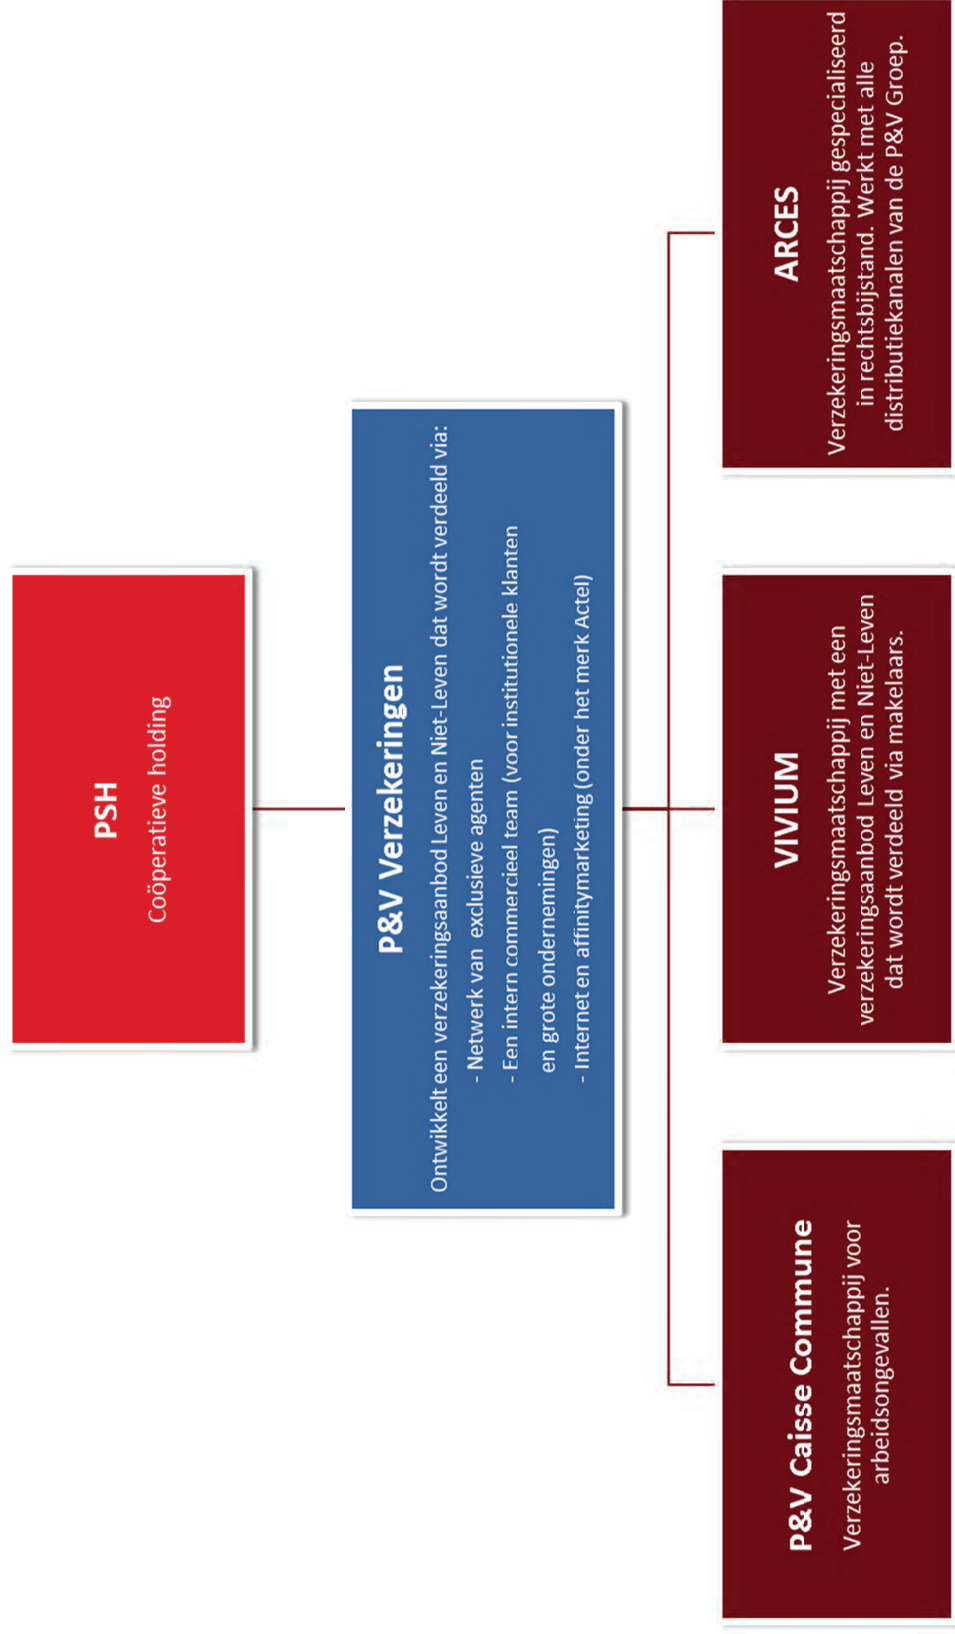 PSH
Coöperatieve holding
P&V Verzekeringen
Ontwikkelt een verzekeringsaanbod Leven en Niet-Leven dat wordt verdeeld via:
- Netwerk van exclusieve agenten
- Een intern commercieel team (voor institutionele klanten
en grote ondernemingen)
- Internet en affinitymarketing (onder het merk Actel)
P&V Caisse Commune
Verzekeringsmaatschappij voor
arbeidsongevallen.
VIVIUM
Verzekeringsmaatschappij met een
verzekeringsaanbod Leven en Niet-Leven
dat wordt verdeeld via makelaars.
ARCES
Verzekeringsmaatschappij gespecialiseerd
in rechtsbijstand. Werkt met alle
distributiekanalen van de P&V Groep.